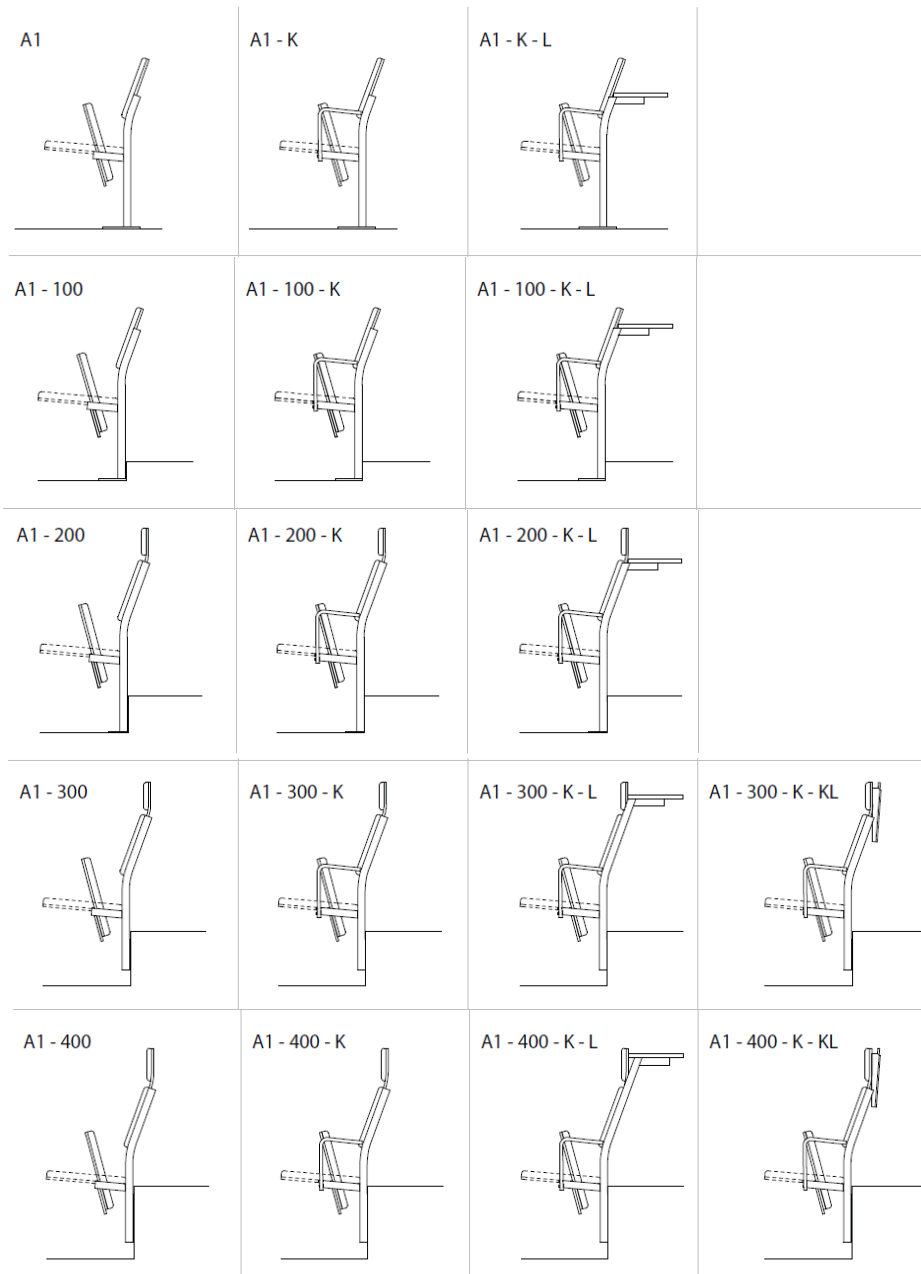 A1
A1 - K
A1 - K - L
A1 - 100
A1 - 100 - K
A1 - 100 - K - L
A1 - 200
A1 - 200 - K
A1 - 200 - K - L
A1 - 300
A1 - 300 - K
A1 - 300 - K - L
A1 - 300 - K - KL
A1 - 400
A1 - 400 - K
A1 - 400 - K - L
A1 - 400 - K - KL